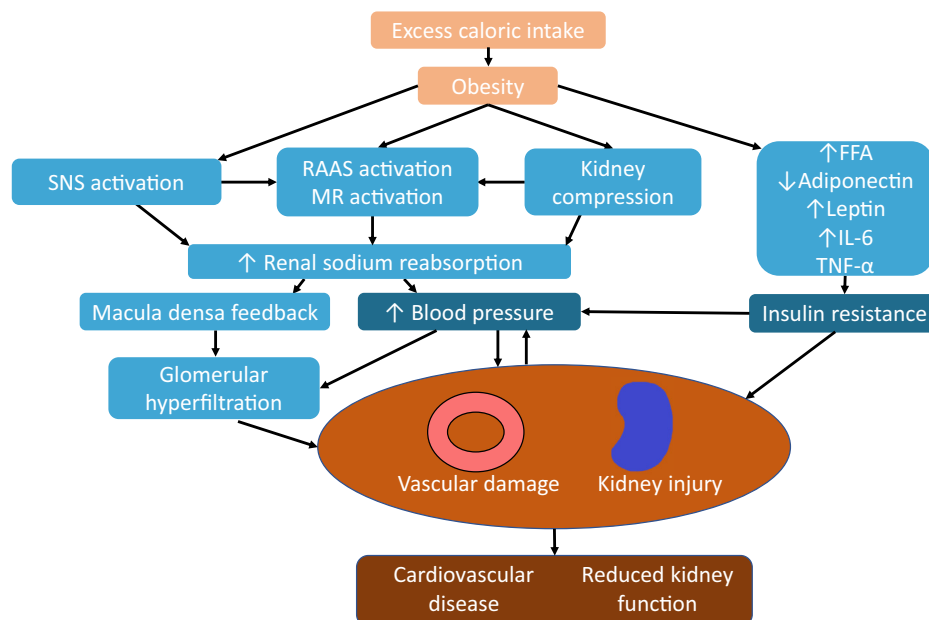 Excess caloric intake
Obesity
SNS activation
RAAS activation
MR activation
Kidney
compression
↑FFA
↓Adiponectin
↑Leptin
↑IL-6
TNF-α
↑ Renal sodium reabsorption
Macula densa feedback
↑ Blood pressure
Insulin resistance
Glomerular
hyperfiltration
Vascular damage
Kidney injury
Cardiovascular
disease
Reduced kidney
function